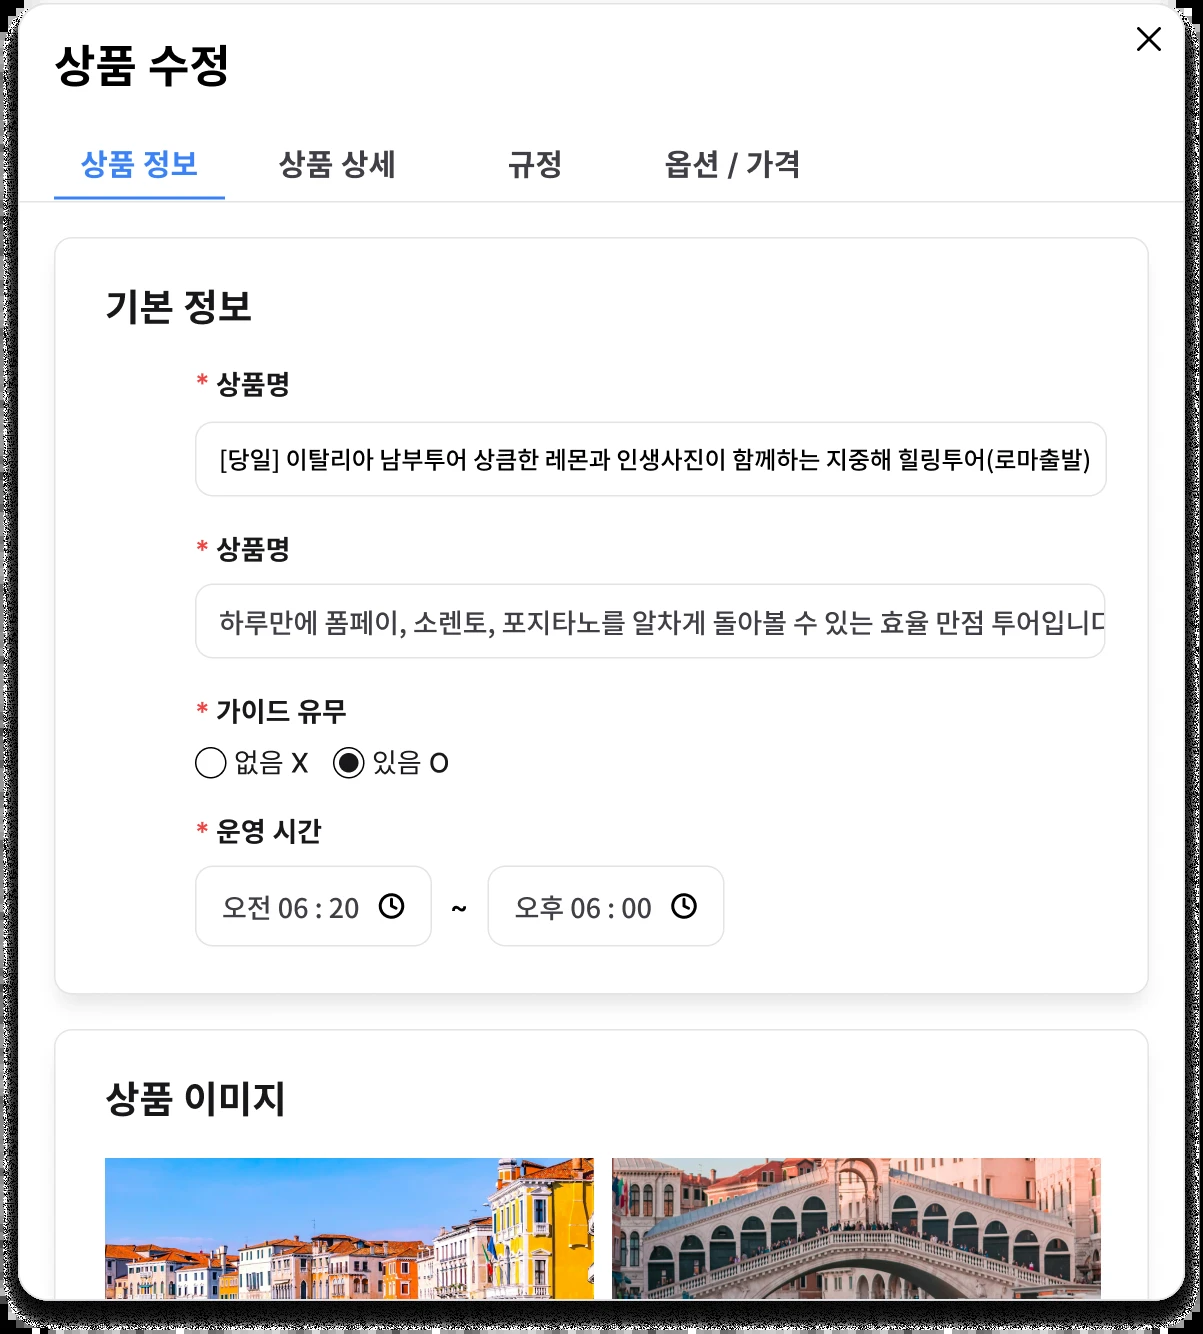 상품 수정
상품 정보 상품 상세 규정 옵션 / 가격
기본 정보
* 상품명
[당일] 이탈리아 남부투어 상큼한 레몬과 인생사진이 함께하는 지중해 힐링투어(로마출발)
* 상품명
하루만에 폼페이, 소렌토, 포지타노를 알차게 돌아볼 수 있는 효율 만점 투어입니다
* 가이드 유무
없음 X 있음 O
* 운영 시간
오전 06 : 20 ~ 오후 06 : 00
상품 이미지